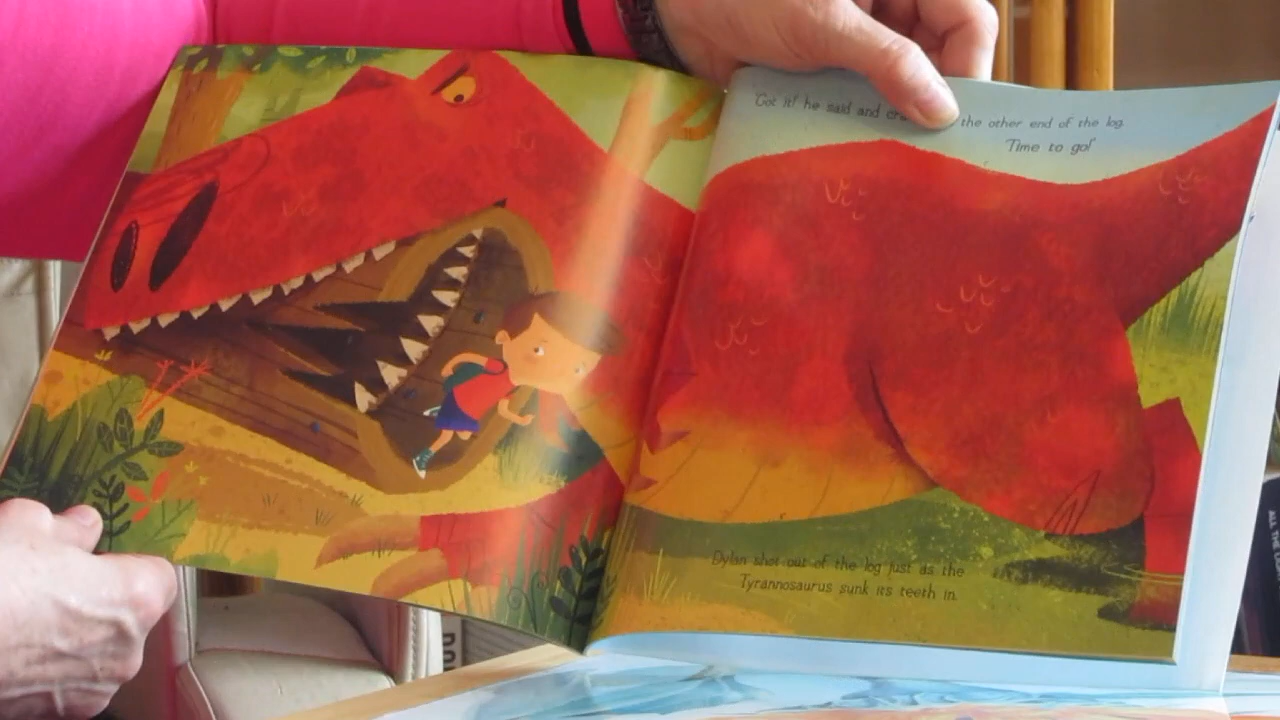 'Got it!' he said and the other end of the log.
'Time to go!'
Dylan shot out of the log just as the
Tyrannosaurus sunk its teeth in.